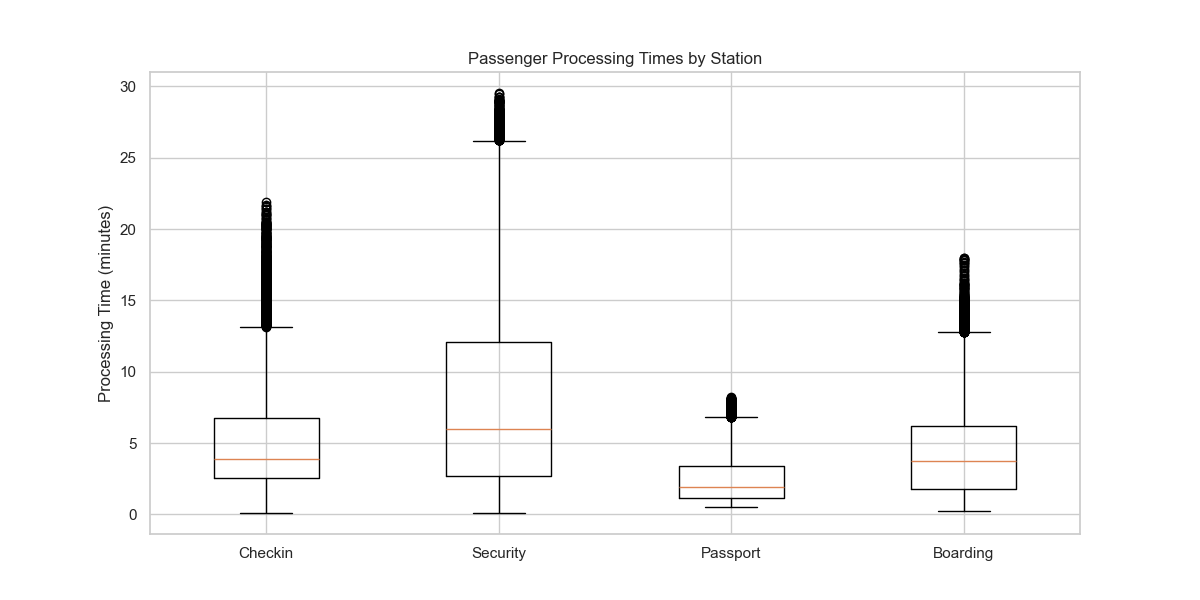 Passenger Processing Times by Station
Processing Time (minutes)
30
25
20
15
10
5
0
Checkin Security Passport Boarding